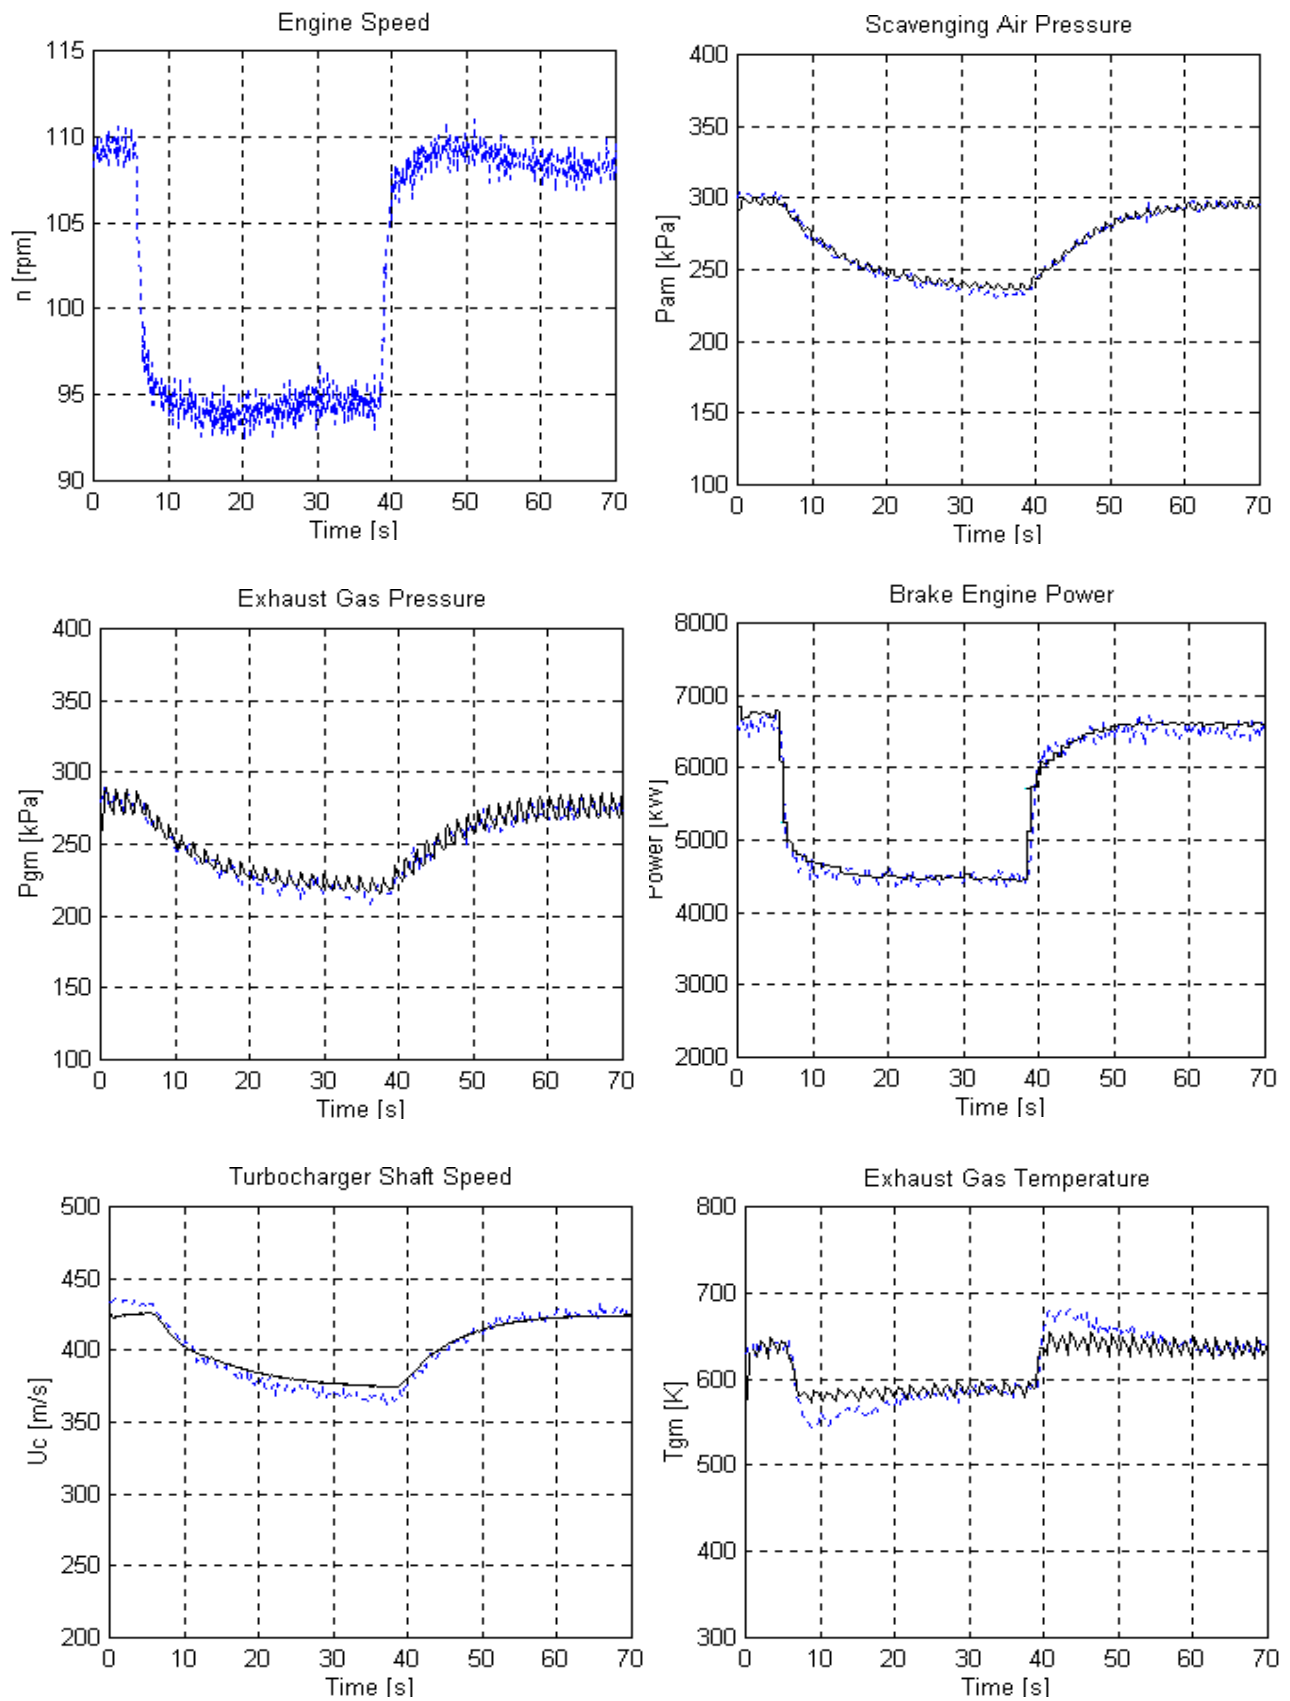 Engine Speed
115
110
105
100
95
90
n [rpm]
0 10 20 30 40 50 60 70
Time [s]
Scavenging Air Pressure
400
350
300
250
200
150
100
Pam [kPa]
0 10 20 30 40 50 60 70
Time [s]
Exhaust Gas Pressure
400
350
300
250
200
150
100
Pgm [kPa]
0 10 20 30 40 50 60 70
Time [s]
Brake Engine Power
8000
7000
6000
5000
4000
3000
2000
Power [kW]
0 10 20 30 40 50 60 70
Time [s]
Turbocharger Shaft Speed
500
450
400
350
300
250
200
Uc [m/s]
0 10 20 30 40 50 60 70
Time [s]
Exhaust Gas Temperature
800
700
600
500
400
300
Tgm [K]
0 10 20 30 40 50 60 70
Time [s]